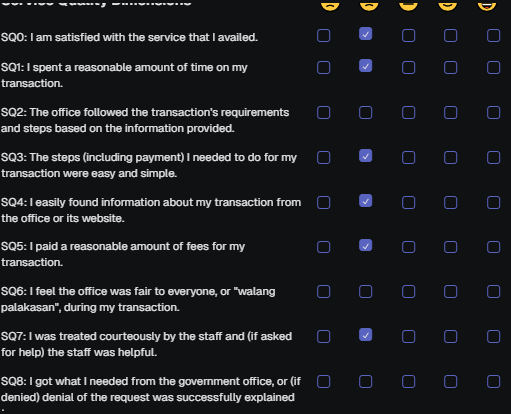 Service Quality Dimensions
SQ0: I am satisfied with the service that I availed.
SQ1: I spent a reasonable amount of time on my
transaction.
SQ2: The office followed the transaction's requirements
and steps based on the information provided.
SQ3: The steps (including payment) I needed to do for my
transaction were easy and simple.
SQ4: I easily found information about my transaction from
the office or its website.
SQ5: I paid a reasonable amount of fees for my
transaction.
SQ6: I feel the office was fair to everyone, or "walang
palakasan", during my transaction.
SQ7: I was treated courteously by the staff and (if asked
for help) the staff was helpful.
SQ8: I got what I needed from the government office, or (if
denied) denial of the request was successfully explained